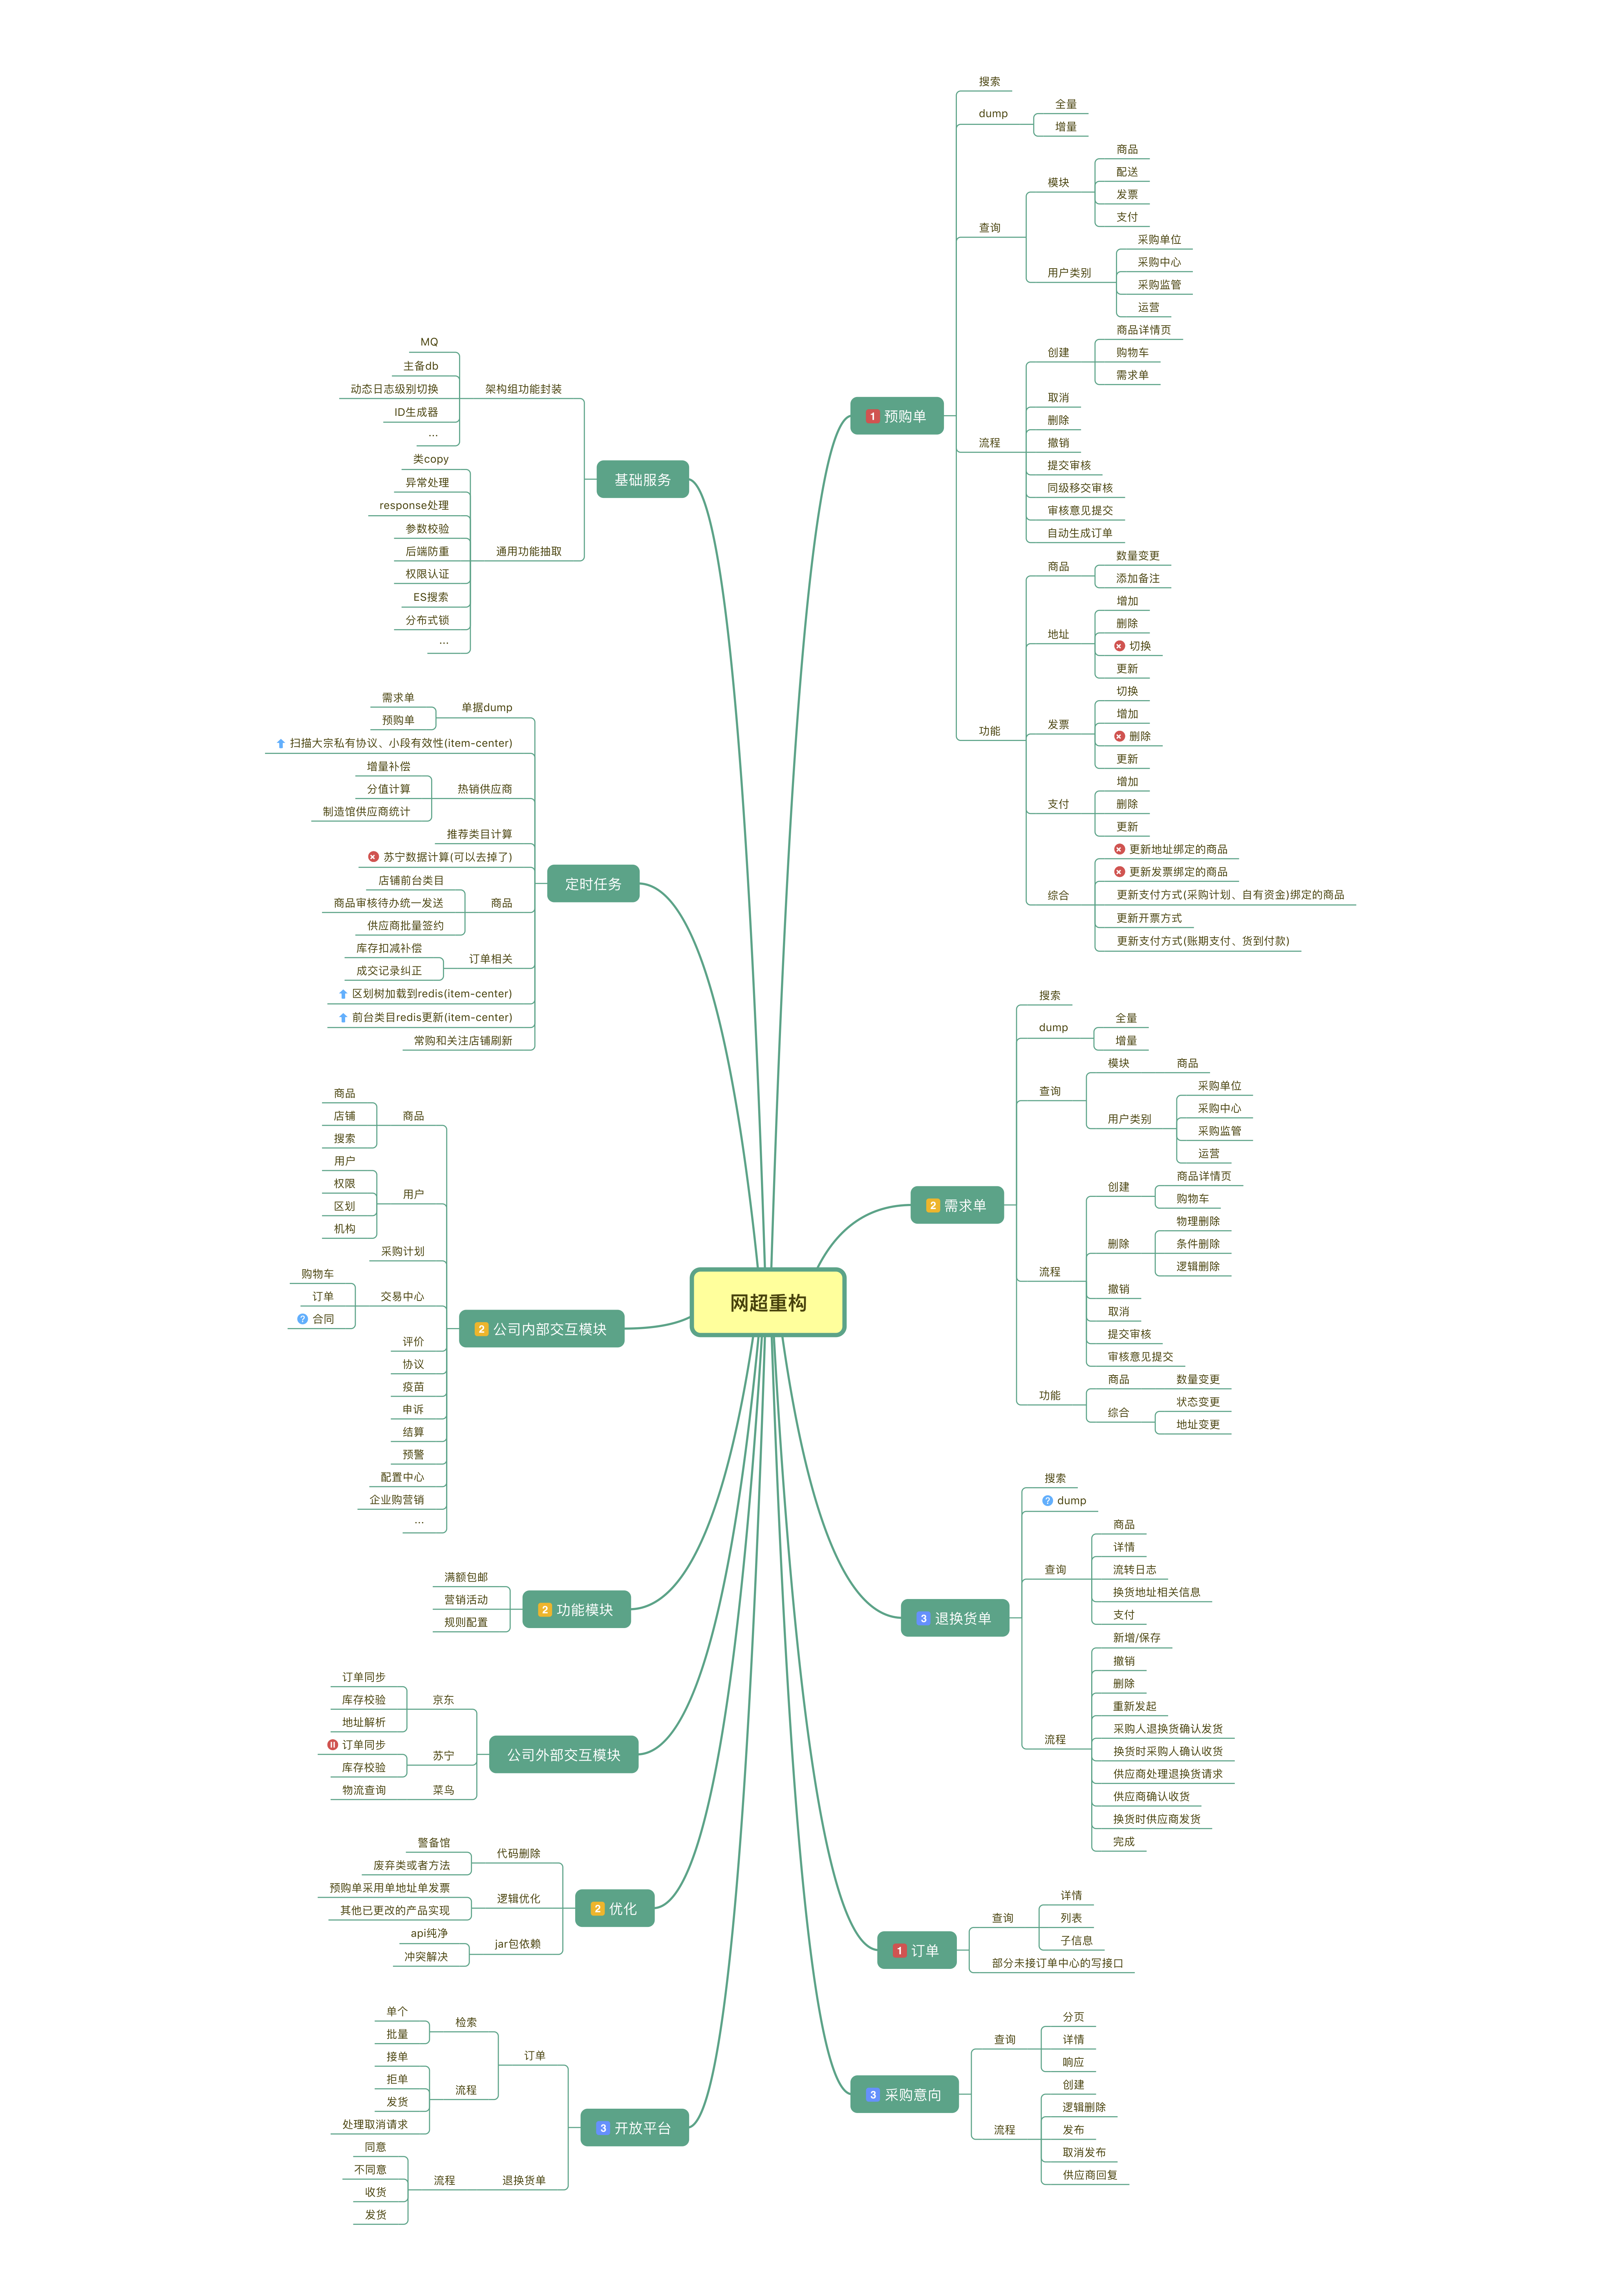 网超重构
1 预购单
搜索
dump
全量
增量
查询
模块
商品
配送
发票
支付
用户类别
采购单位
采购中心
采购监管
运营
流程
创建
商品详情页
购物车
需求单
取消
删除
撤销
提交审核
同级移交审核
审核意见提交
自动生成订单
功能
商品
数量变更
添加备注
地址
增加
删除
切换
更新
发票
切换
增加
删除
更新
支付
增加
删除
更新
综合
更新地址绑定的商品
更新发票绑定的商品
更新支付方式(采购计划、自有资金)绑定的商品
更新开票方式
更新支付方式(账期支付、货到付款)
2 需求单
搜索
dump
全量
增量
查询
模块
商品
用户类别
采购单位
采购中心
采购监管
运营
流程
创建
商品详情页
购物车
删除
物理删除
条件删除
逻辑删除
撤销
取消
提交审核
审核意见提交
功能
商品
数量变更
综合
状态变更
地址变更
3 退换货单
搜索
? dump
查询
商品
详情
流转日志
换货地址相关信息
支付
流程
新增/保存
撤销
删除
重新发起
采购人退换货确认发货
换货时采购人确认收货
供应商处理退换货请求
供应商确认收货
换货时供应商发货
完成
1 订单
查询
详情
列表
子信息
部分未接订单中心的写接口
3 采购意向
查询
分页
详情
响应
流程
创建
逻辑删除
发布
取消发布
供应商回复
基础服务
架构组功能封装
MQ
主备db
动态日志级别切换
ID生成器
...
通用功能抽取
类copy
异常处理
response处理
参数校验
后端防重
权限认证
ES搜索
分布式锁
...
定时任务
单据dump
需求单
预购单
扫描大宗私有协议、小段有效性(item-center)
热销供应商
增量补偿
分值计算
制造馆供应商统计
推荐类目计算
苏宁数据计算(可以去掉了)
商品
店铺前台类目
商品审核待办统一发送
供应商批量签约
订单相关
库存扣减补偿
成交记录纠正
区划树加载到redis(item-center)
前台类目redis更新(item-center)
常购和关注店铺刷新
2 公司内部交互模块
商品
商品
店铺
搜索
用户
用户
权限
区划
机构
采购计划
交易中心
购物车
订单
? 合同
评价
协议
疫苗
申诉
结算
预警
配置中心
企业购营销
...
2 功能模块
满额包邮
营销活动
规则配置
公司外部交互模块
京东
订单同步
库存校验
地址解析
苏宁
订单同步
库存校验
菜鸟
物流查询
2 优化
代码删除
警备馆
废弃类或者方法
逻辑优化
预购单采用单地址单发票
其他已更改的产品实现
jar包依赖
api纯净
冲突解决
3 开放平台
订单
检索
单个
批量
流程
接单
拒单
发货
处理取消请求
退换货单
流程
同意
不同意
收货
发货